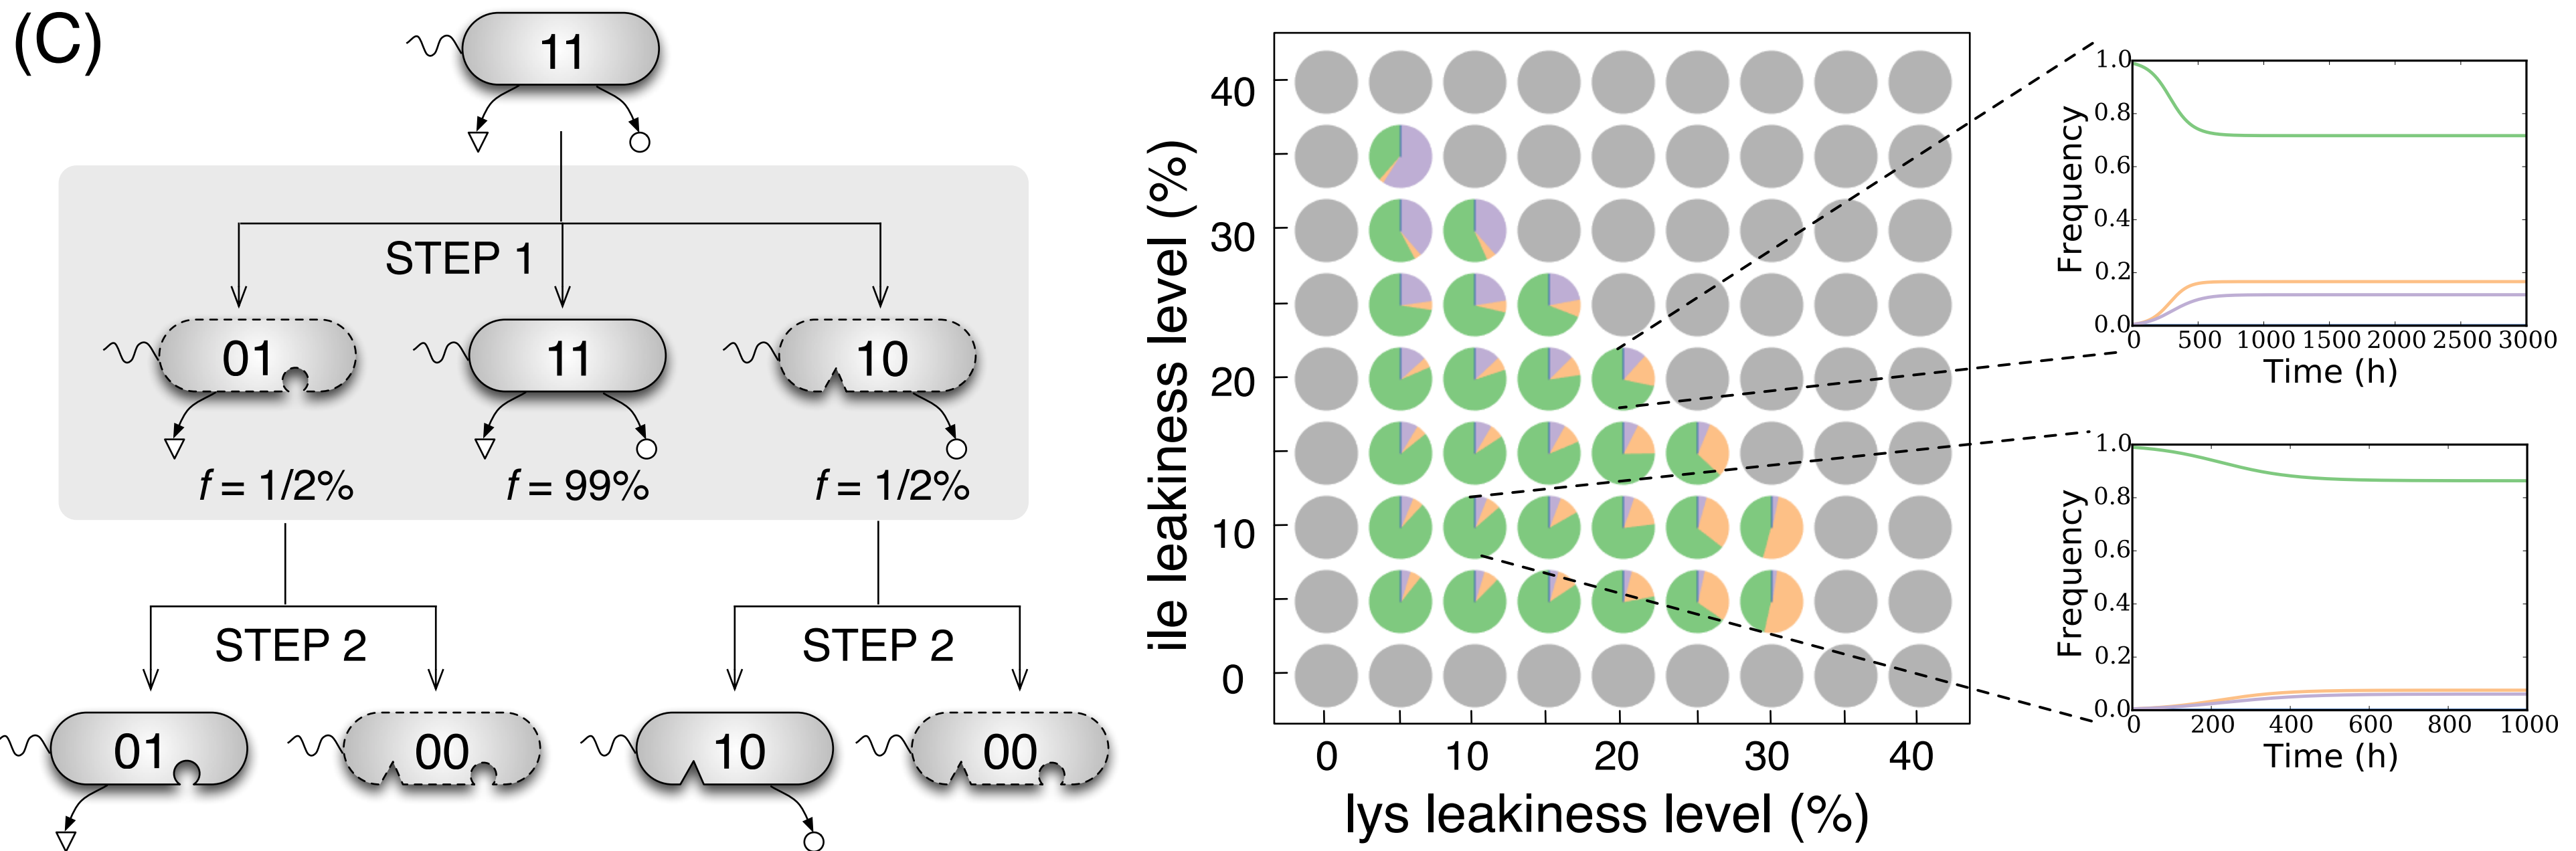 (C)
11
STEP 1
01
11
10
f = 1/2%
f = 99%
f = 1/2%
STEP 2
STEP 2
01
00
10
00
ile leakiness level (%)
40
30
20
10
0
0 10 20 30 40
lys leakiness level (%)
Frequency
1.0
0.8
0.6
0.4
0.2
0.0
0 500 1000 1500 2000 2500 3000
Time (h)
Frequency
1.0
0.8
0.6
0.4
0.2
0.0
0 200 400 600 800 1000
Time (h)